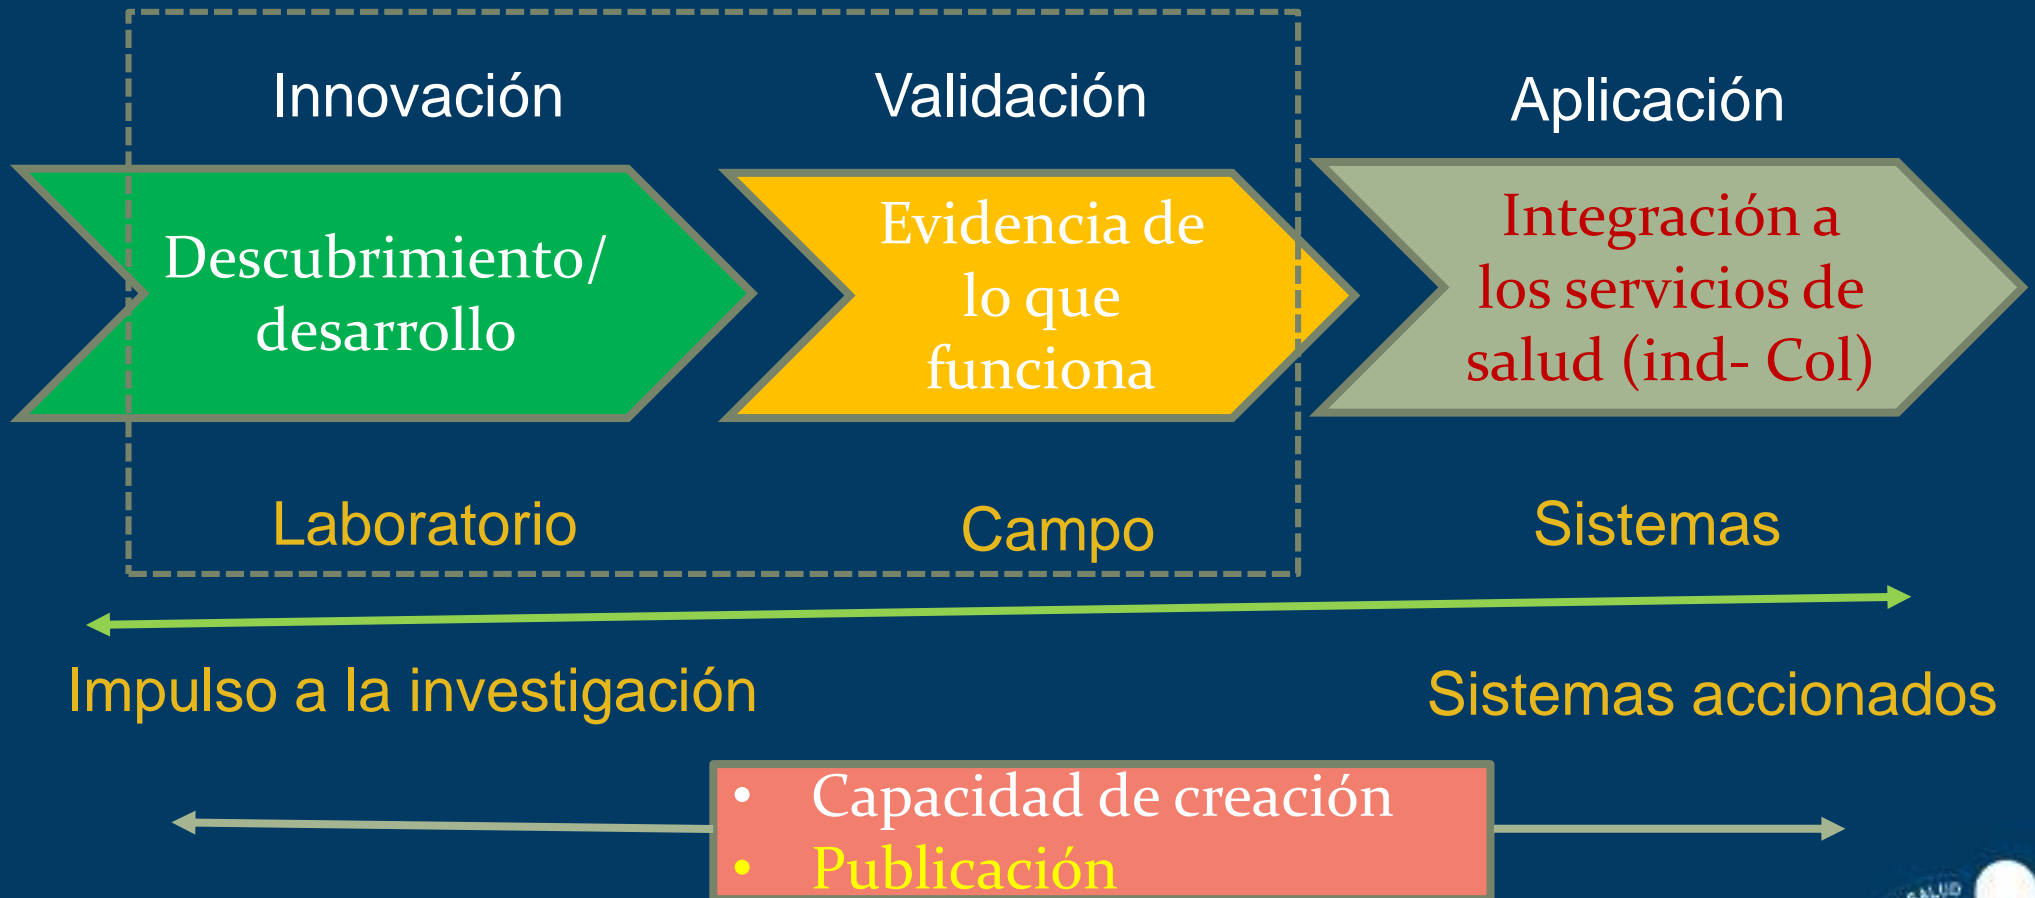 Innovación
Validación
Aplicación
Descubrimiento/
desarrollo
Evidencia de
lo que
funciona
Integración a
los servicios de
salud (ind- Col)
Laboratorio
Campo
Sistemas
Impulso a la investigación
Sistemas accionados
• Capacidad de creación
• Publicación
SALUD